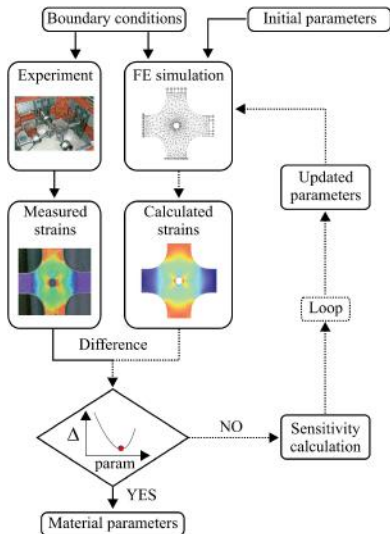 Boundary conditions
Initial parameters
Experiment
FE simulation
Updated
parameters
Measured
strains
Calculated
strains
Loop
Difference
Δ
param
NO
Sensitivity
calculation
YES
Material parameters